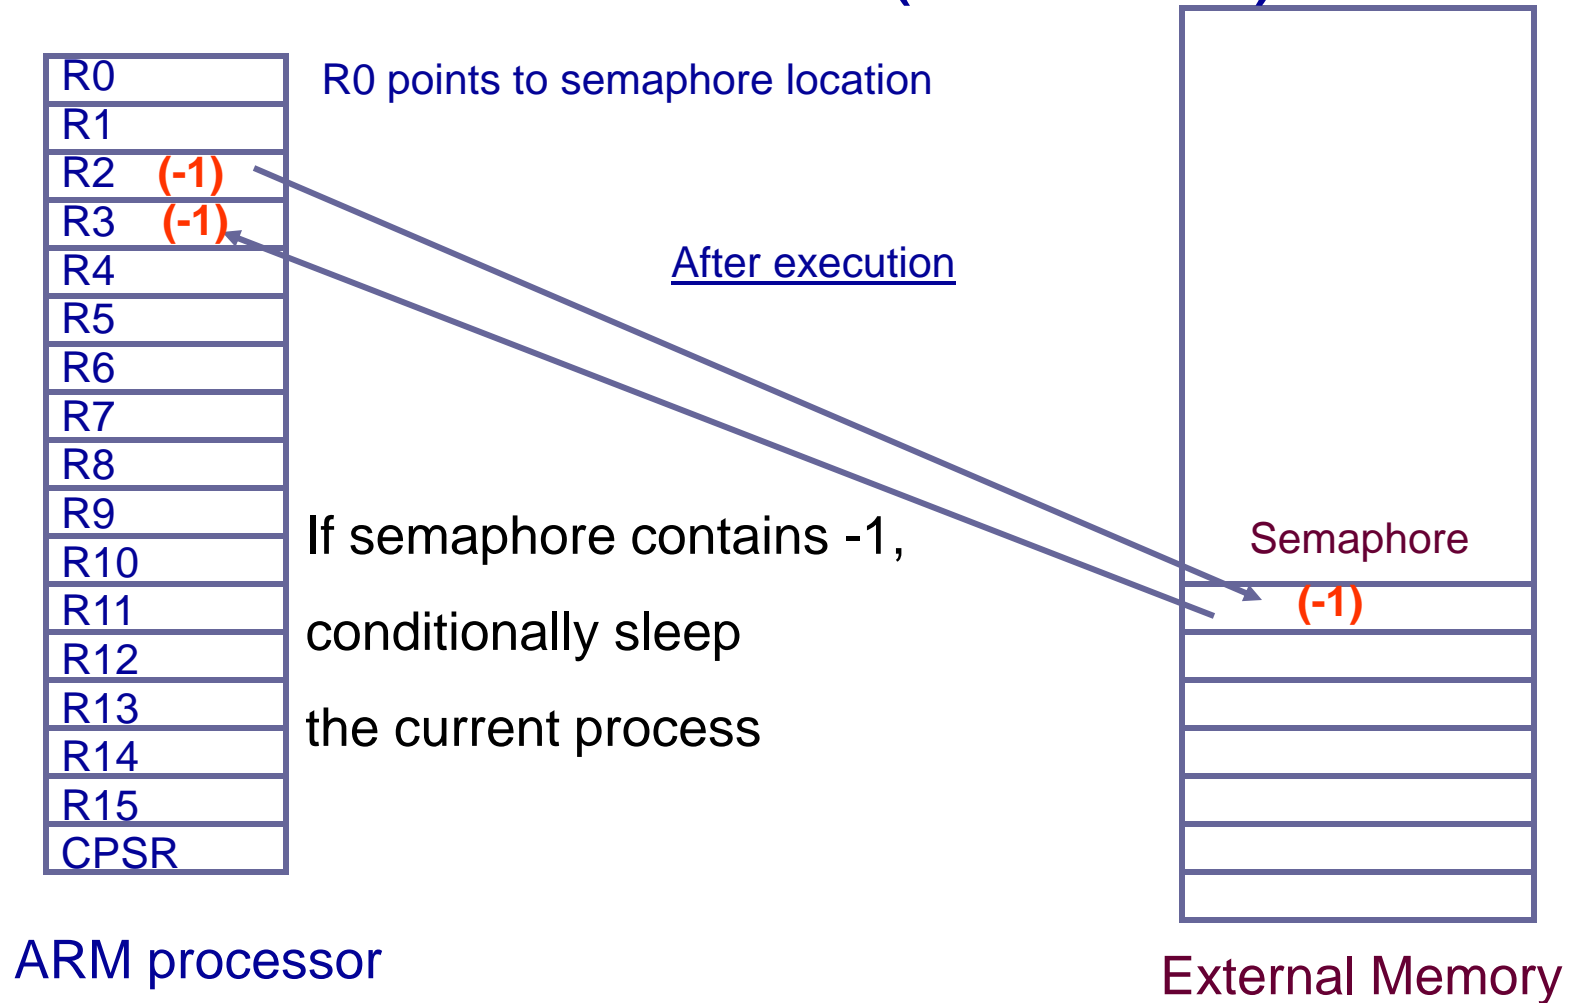 R0
R0 points to semaphore location
R1
R2 (-1)
R3 (-1)
R4
After execution
R5
R6
R7
R8
R9
R10
R11
R12
R13
R14
R15
CPSR
If semaphore contains -1,
conditionally sleep
the current process
Semaphore
(-1)
ARM processor
External Memory